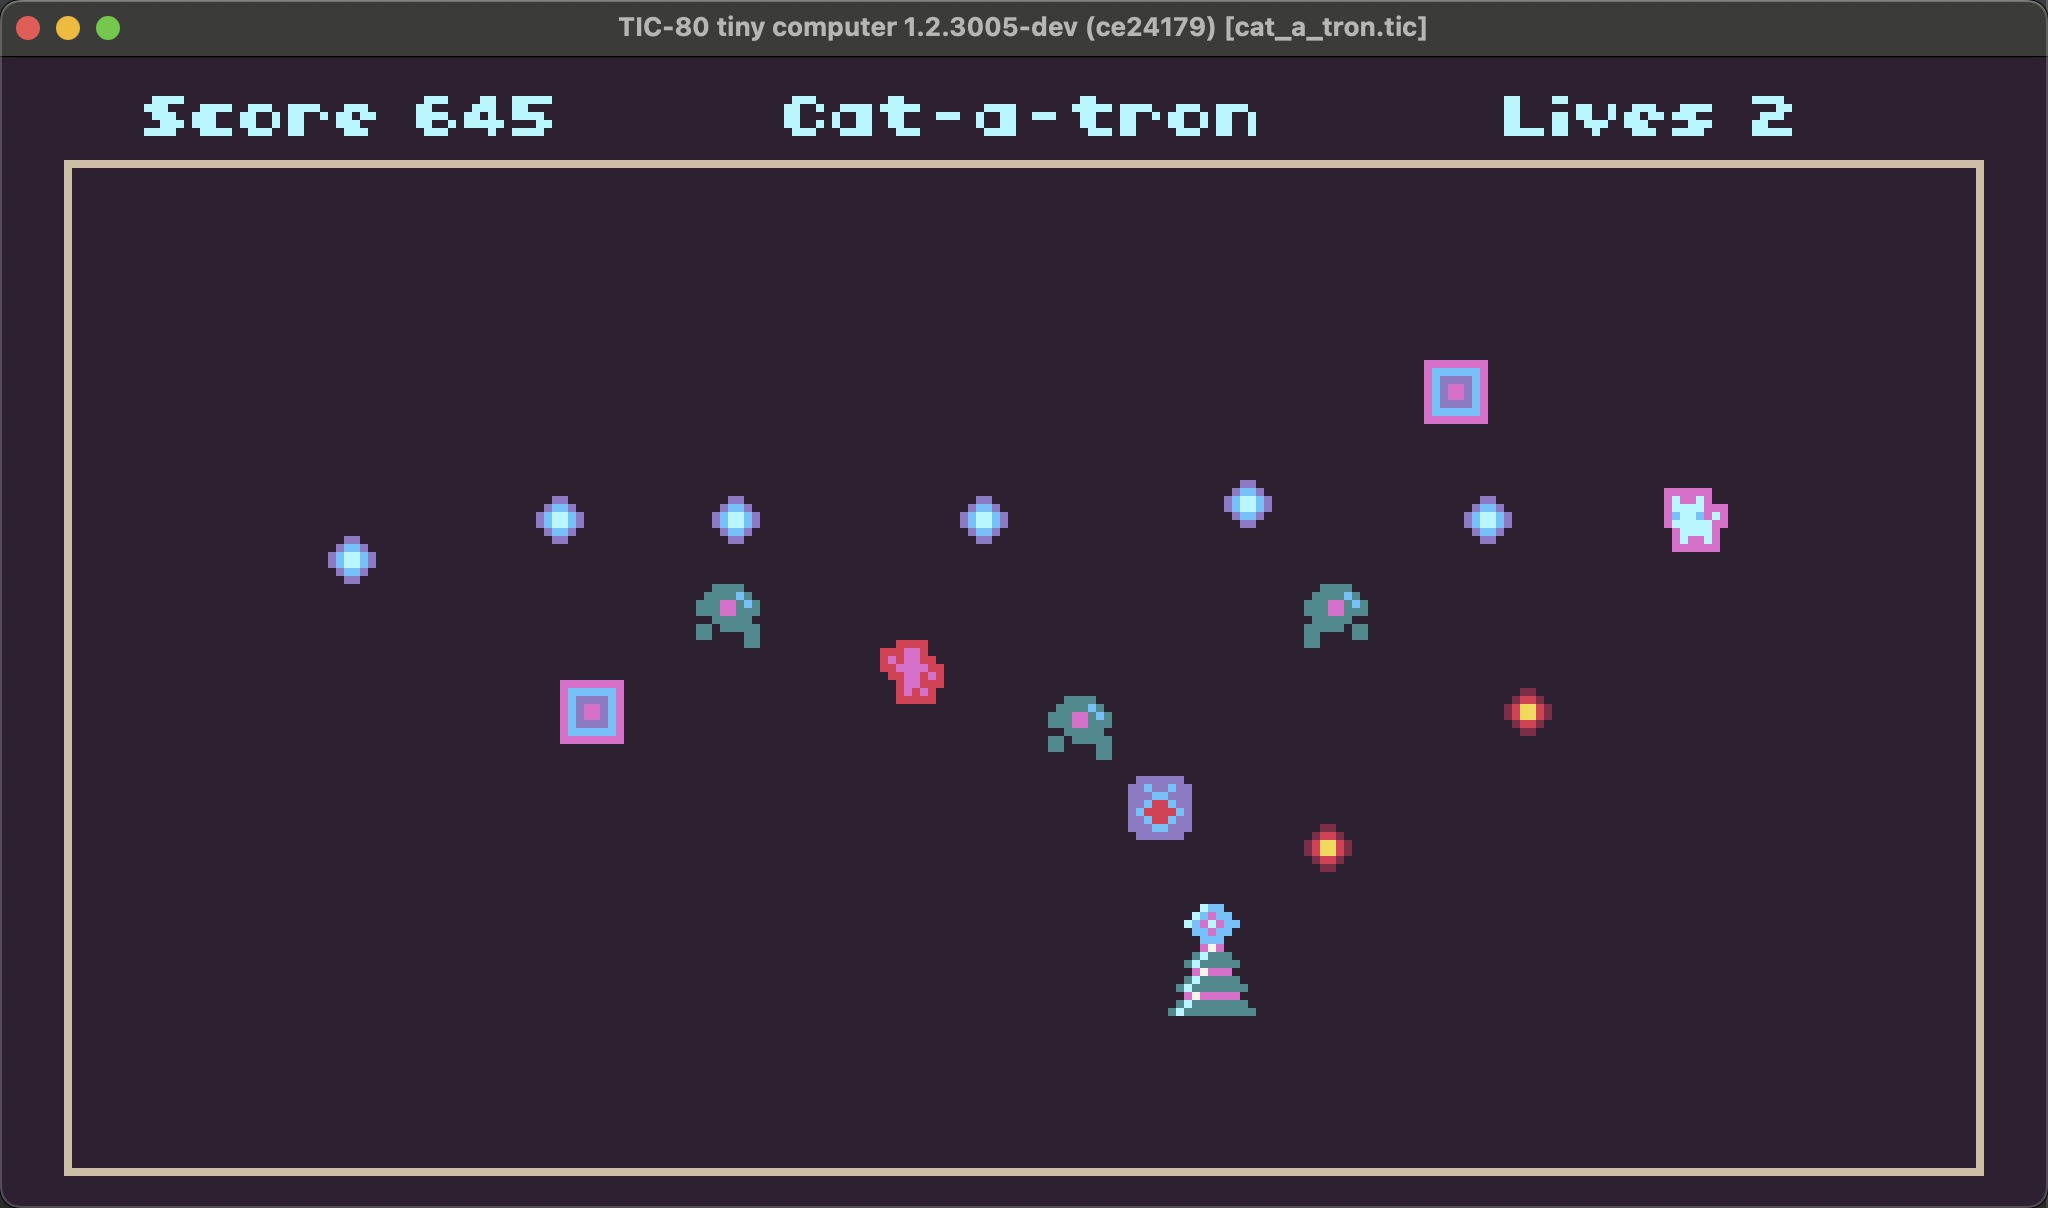 TIC-80 tiny computer 1.2.3005-dev (ce24179) [cat_a_tron.tic]
Score 645 Cat-a-tron Lives 2